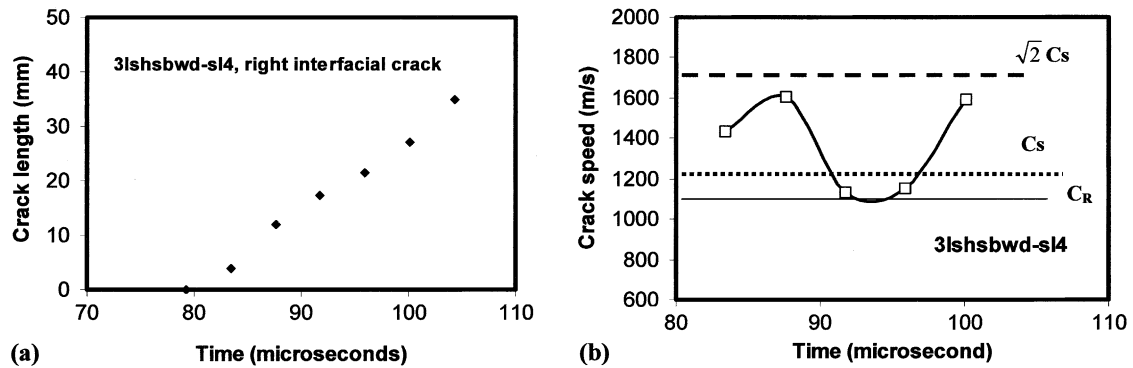 50
40
30
20
10
0
Crack length (mm)
3lshsbwd-sl4, right interfacial crack
70 80 90 100 110
(a) Time (microseconds)
2000
1800
1600
1400
1200
1000
800
600
Crack speed (m/s)
√2 Cs
Cs
CR
3lshsbwd-sl4
80 90 100 110
(b) Time (microsecond)